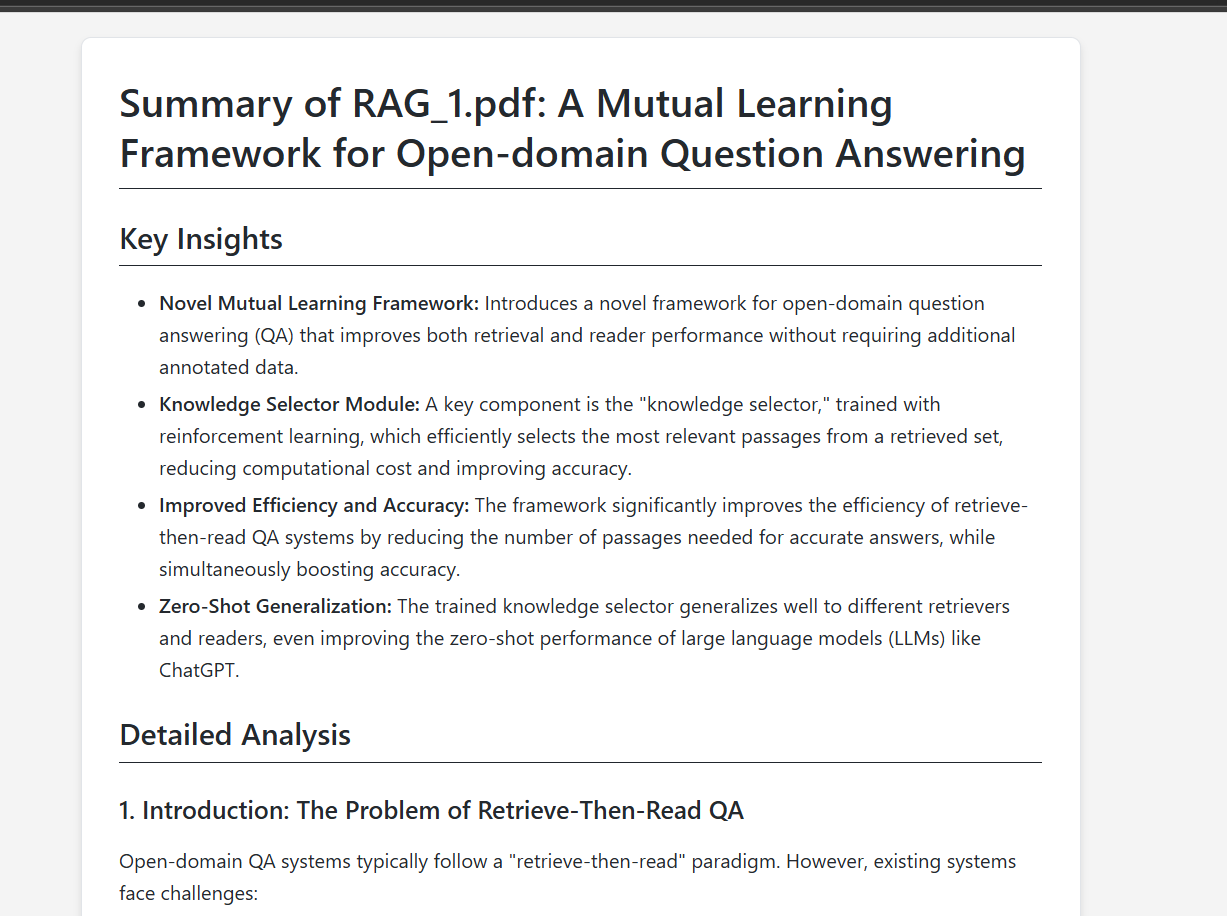 Summary of RAG_1.pdf: A Mutual Learning
Framework for Open-domain Question Answering
Key Insights
• Novel Mutual Learning Framework: Introduces a novel framework for open-domain question
answering (QA) that improves both retrieval and reader performance without requiring additional
annotated data.
• Knowledge Selector Module: A key component is the "knowledge selector," trained with
reinforcement learning, which efficiently selects the most relevant passages from a retrieved set,
reducing computational cost and improving accuracy.
• Improved Efficiency and Accuracy: The framework significantly improves the efficiency of retrieve-
then-read QA systems by reducing the number of passages needed for accurate answers, while
simultaneously boosting accuracy.
• Zero-Shot Generalization: The trained knowledge selector generalizes well to different retrievers
and readers, even improving the zero-shot performance of large language models (LLMs) like
ChatGPT.
Detailed Analysis
1. Introduction: The Problem of Retrieve-Then-Read QA
Open-domain QA systems typically follow a "retrieve-then-read" paradigm. However, existing systems
face challenges: